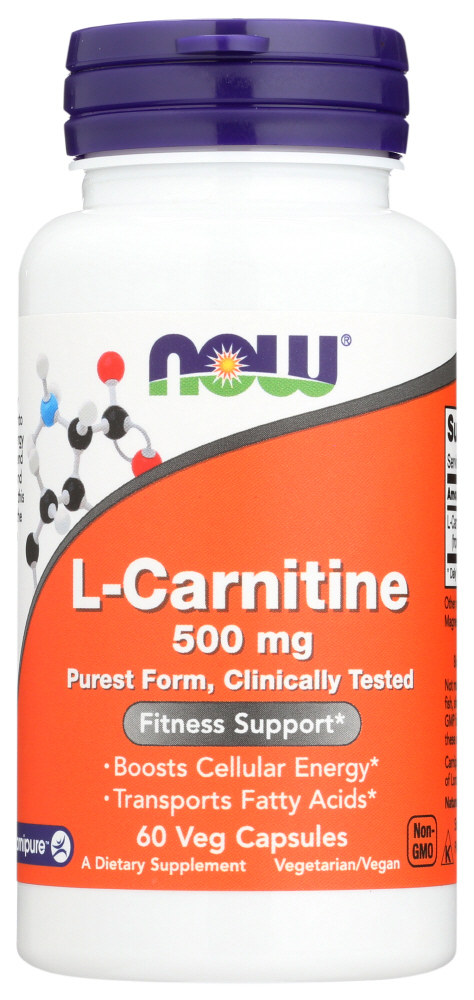 NOW®
L-Carnitine
500 mg
Purest Form, Clinically Tested
Fitness Support*
• Boosts Cellular Energy*
• Transports Fatty Acids*
60 Veg Capsules
A Dietary Supplement Vegetarian/Vegan
Non-
GMO
K